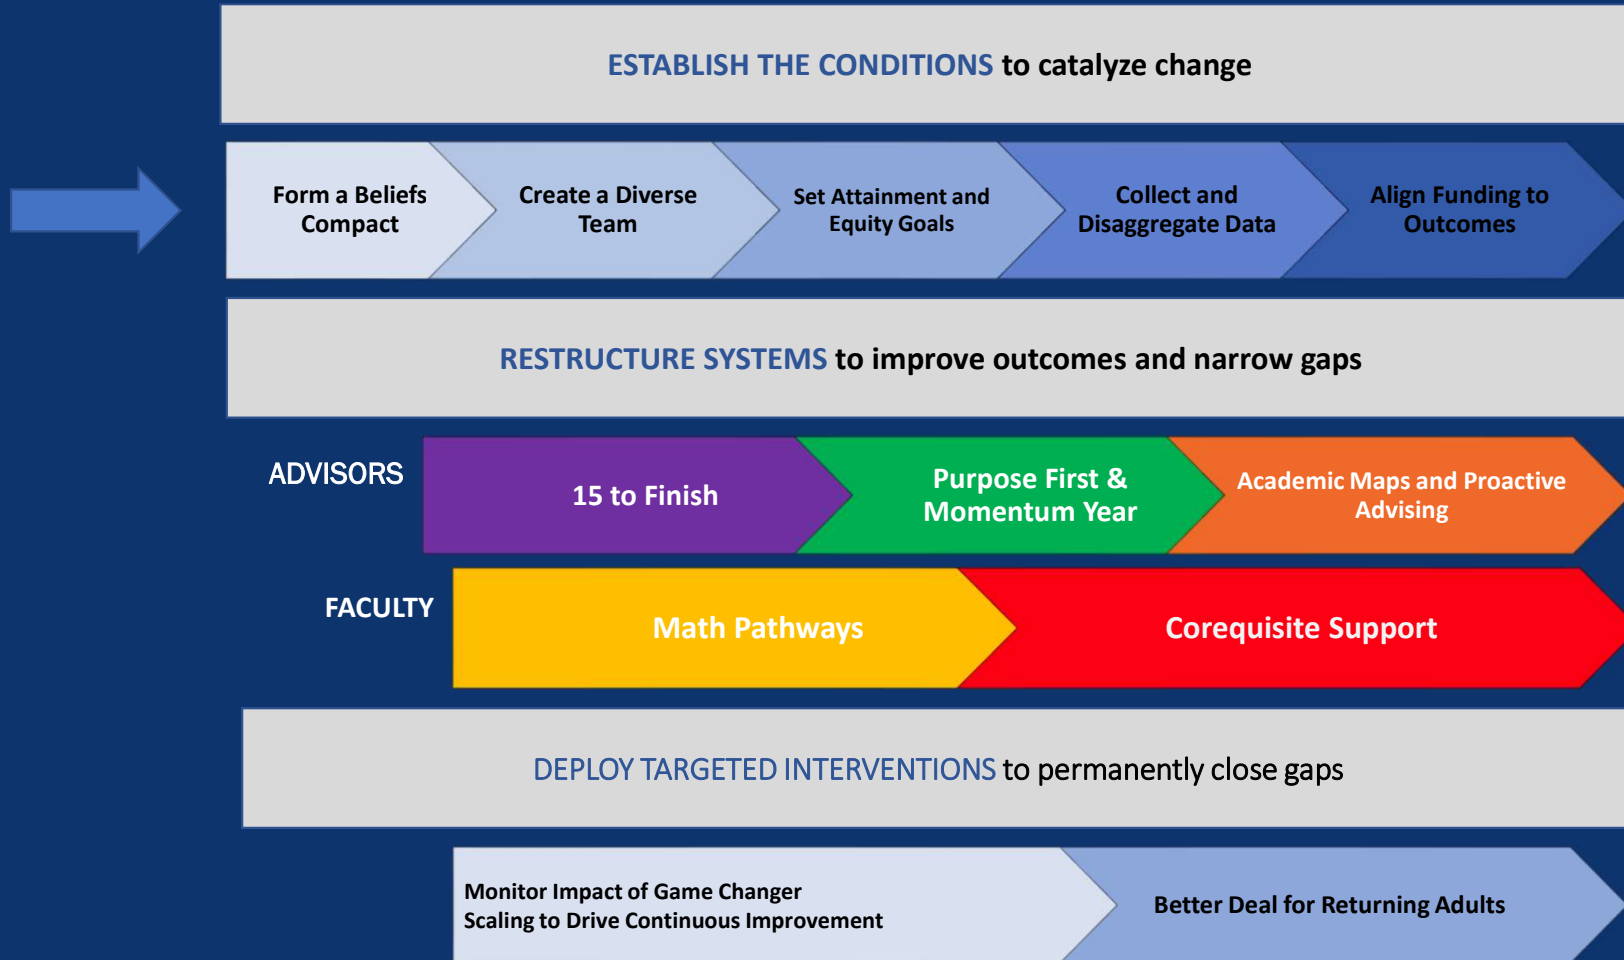 ESTABLISH THE CONDITIONS to catalyze change
Form a Beliefs
Compact
Create a Diverse
Team
Set Attainment and
Equity Goals
Collect and
Disaggregate Data
Align Funding to
Outcomes
RESTRUCTURE SYSTEMS to improve outcomes and narrow gaps
ADVISORS
15 to Finish
Purpose First &
Momentum Year
Academic Maps and Proactive
Advising
FACULTY
Math Pathways
Corequisite Support
DEPLOY TARGETED INTERVENTIONS to permanently close gaps
Monitor Impact of Game Changer
Scaling to Drive Continuous Improvement
Better Deal for Returning Adults